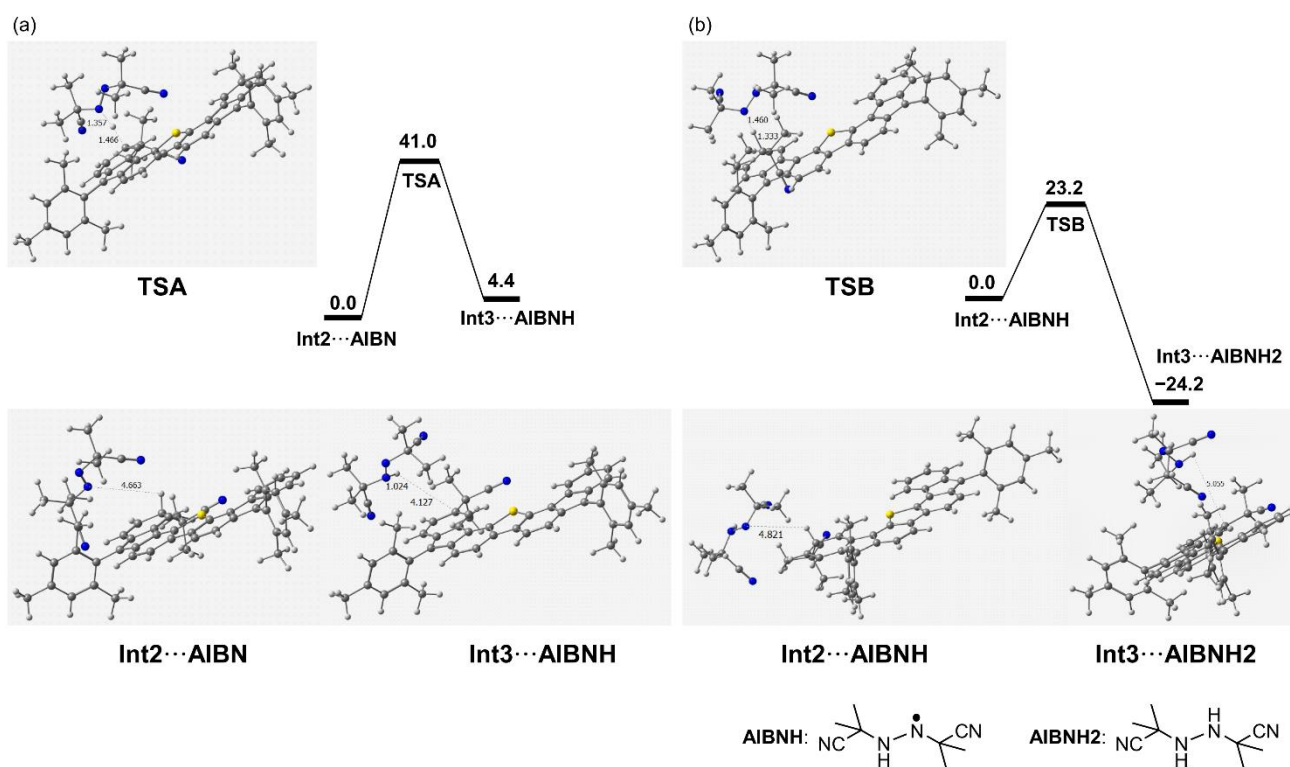 (a)
(b)
1.357
1.466
TSA
41.0
TSA
0.0
Int2···AIBN
4.4
Int3···AIBNH
1.460
1.333
TSB
23.2
TSB
0.0
Int2···AIBNH
Int3···AIBNH2
−24.2
4.663
Int2···AIBN
1.024
4.127
Int3···AIBNH
4.821
Int2···AIBNH
5.055
Int3···AIBNH2
AIBNH: NC N H N CN
AIBNH2: NC N H H N CN